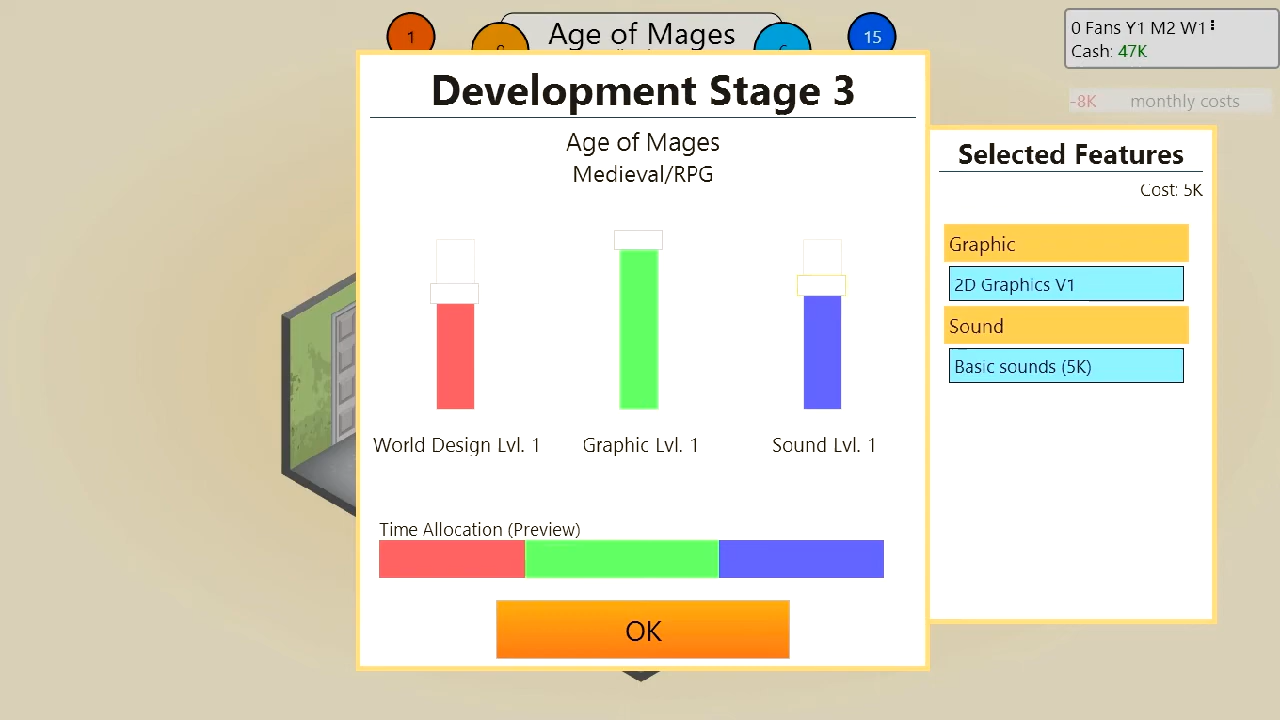 1
Age of Mages
15
0 Fans Y1 M2 W1
Cash: 47K
-8K monthly costs
Development Stage 3
Age of Mages
Medieval/RPG
World Design Lvl. 1
Graphic Lvl. 1
Sound Lvl. 1
Time Allocation (Preview)
OK
Selected Features
Cost: 5K
Graphic
2D Graphics V1
Sound
Basic sounds (5K)